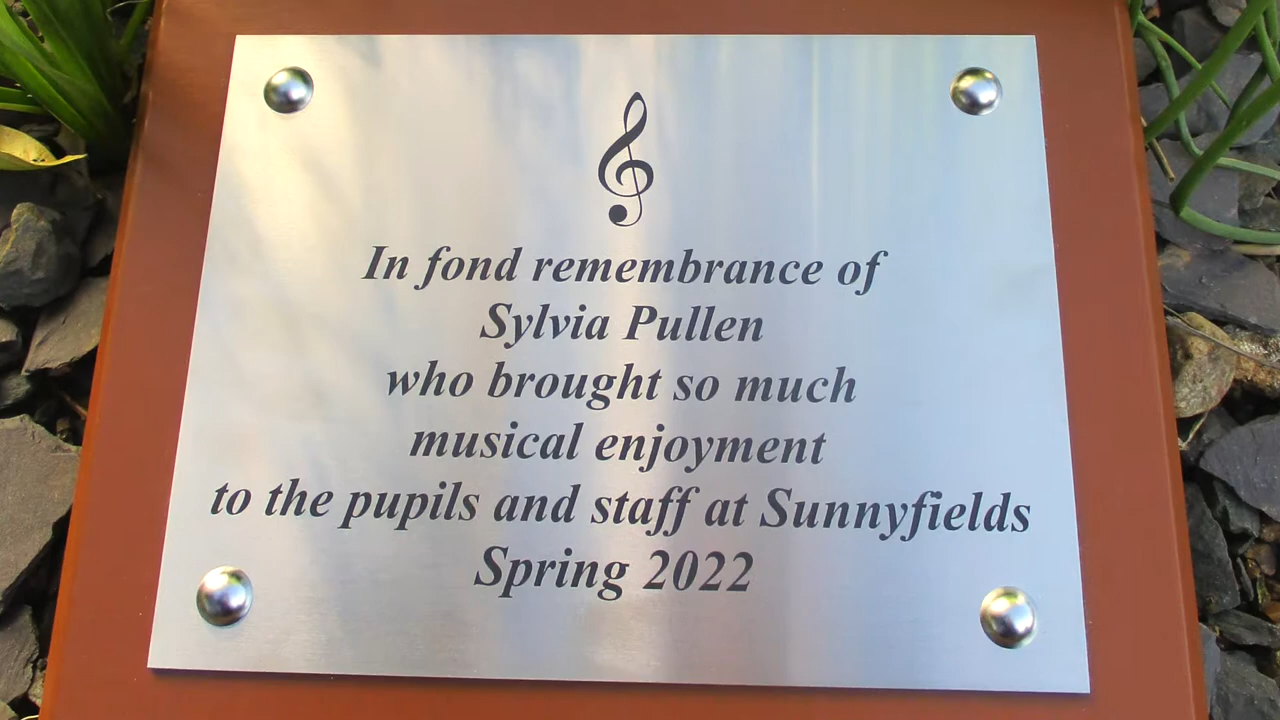 In fond remembrance of
Sylvia Pullen
who brought so much
musical enjoyment
to the pupils and staff at Sunnyfields
Spring 2022